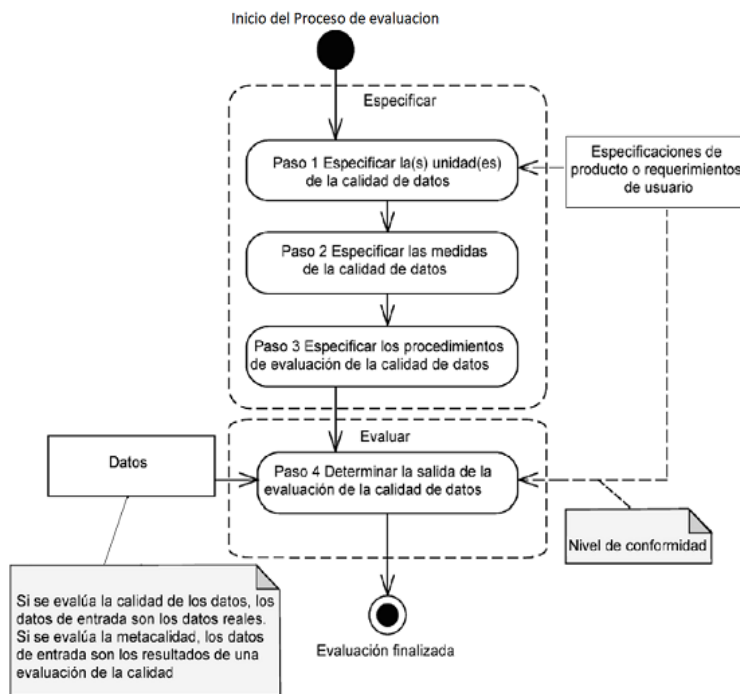 Inicio del Proceso de evaluacion
Especificar
Paso 1 Especificar la(s) unidad(es)
de la calidad de datos
Especificaciones de
producto o requerimientos
de usuario
Paso 2 Especificar las medidas
de la calidad de datos
Paso 3 Especificar los procedimientos
de evaluación de la calidad de datos
Evaluar
Datos
Paso 4 Determinar la salida de la
evaluación de la calidad de datos
Nivel de conformidad
Si se evalúa la calidad de los datos, los
datos de entrada son los datos reales.
Si se evalúa la metacalidad, los datos
de entrada son los resultados de una
evaluación de la calidad
Evaluación finalizada